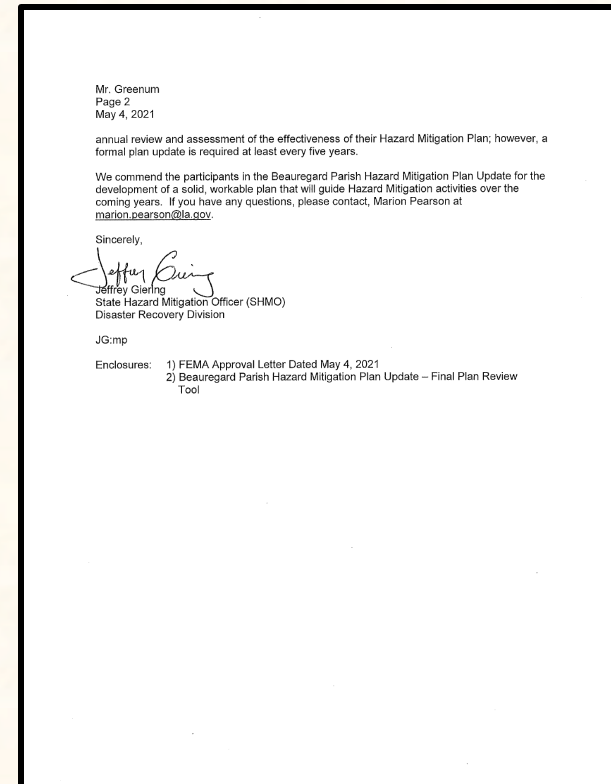 Mr. Greenum
Page 2
May 4, 2021
annual review and assessment of the effectiveness of their Hazard Mitigation Plan; however, a
formal plan update is required at least every five years.
We commend the participants in the Beauregard Parish Hazard Mitigation Plan Update for the
development of a solid, workable plan that will guide Hazard Mitigation activities over the
coming years.  If you have any questions, please contact, Marion Pearson at
marion.pearson@la.gov.
Sincerely,
Jeffrey Giering
Jeffrey Giering
State Hazard Mitigation Officer (SHMO)
Disaster Recovery Division
JG:mp
Enclosures: 1) FEMA Approval Letter Dated May 4, 2021
2) Beauregard Parish Hazard Mitigation Plan Update – Final Plan Review
Tool